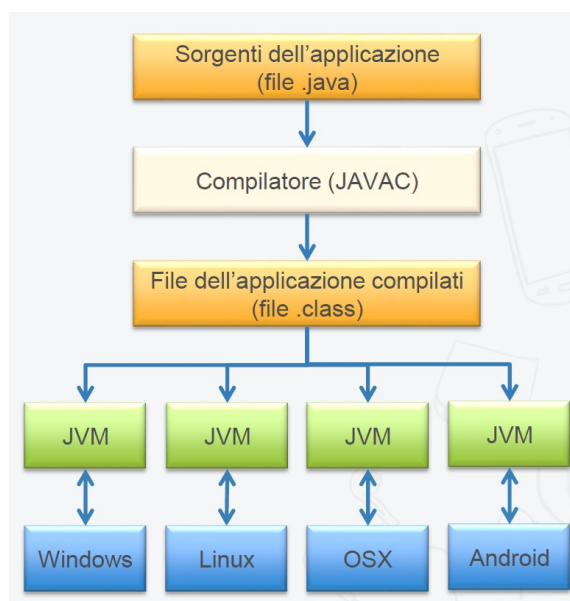 Sorgenti dell’applicazione
(file .java)
Compilatore (JAVAC)
File dell’applicazione compilati
(file .class)
JVM JVM JVM JVM
Windows Linux OSX Android